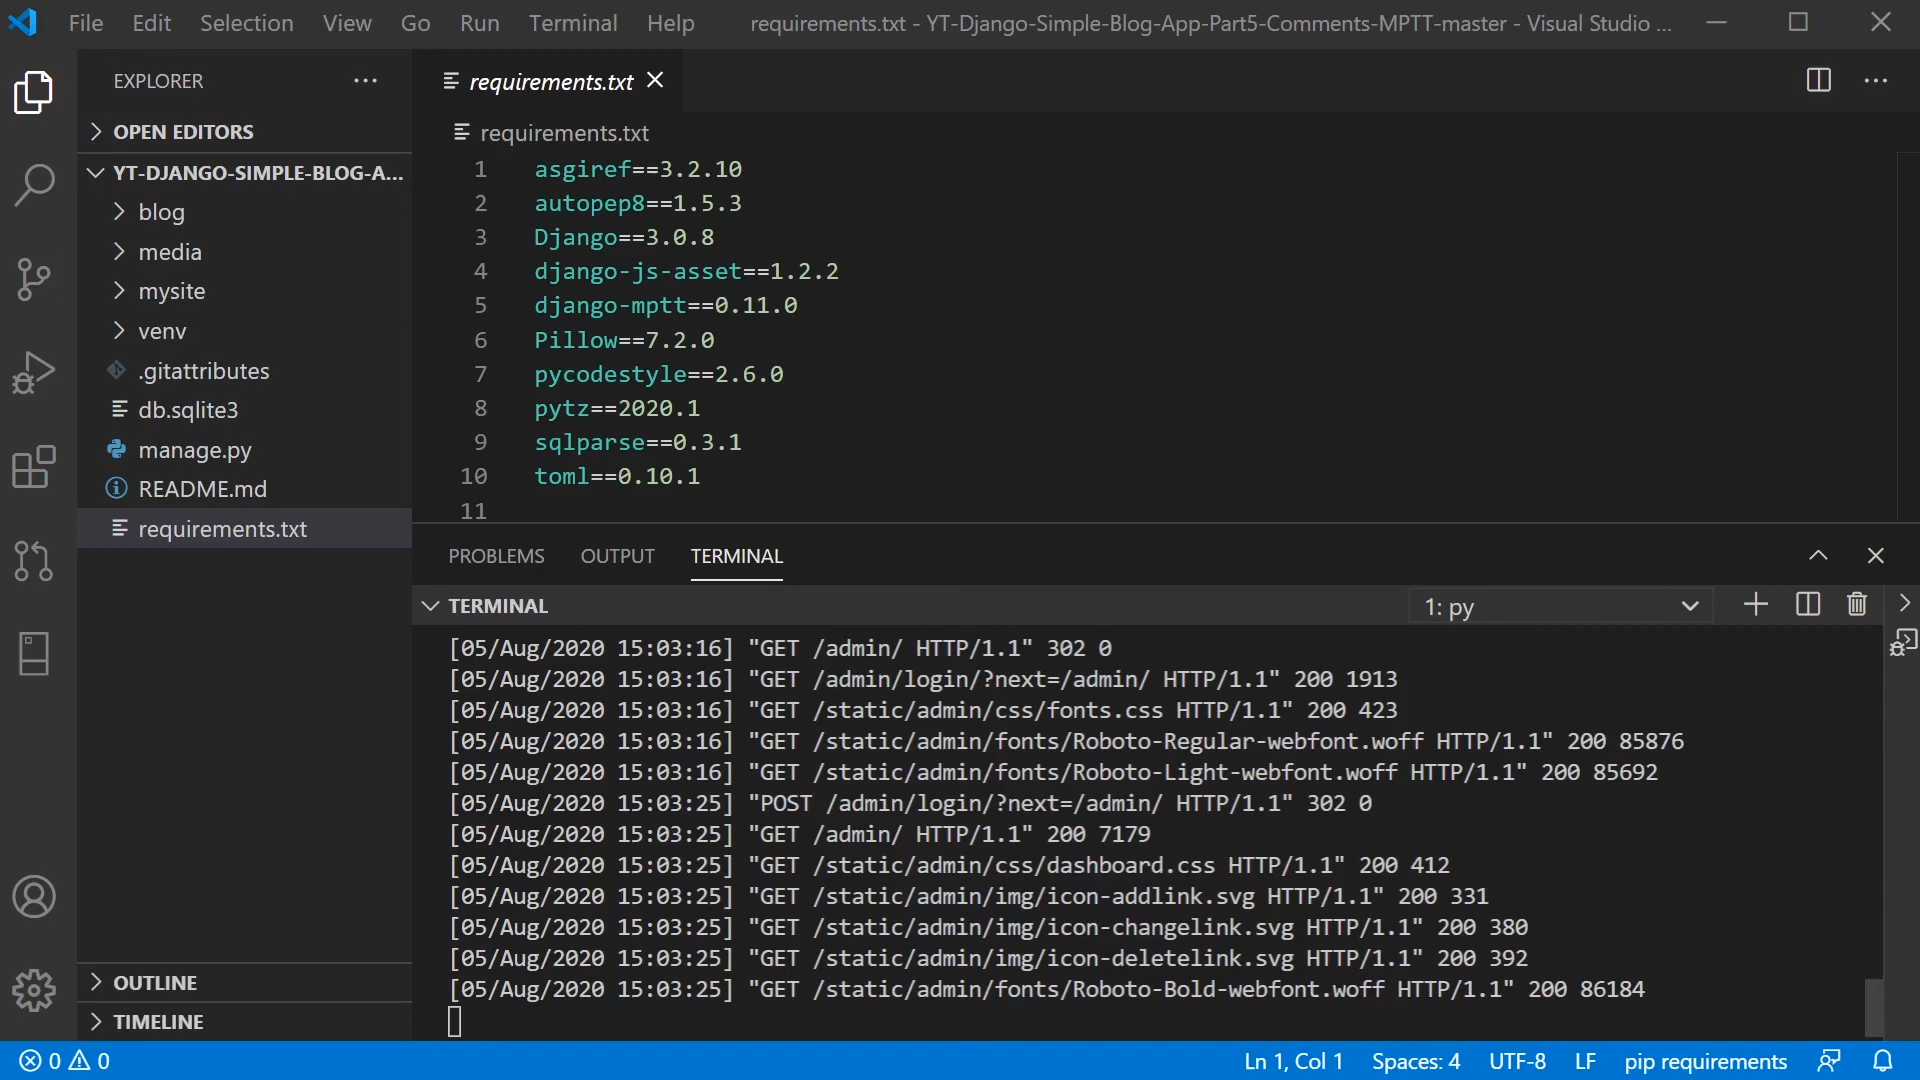 File Edit Selection View Go Run Terminal Help requirements.txt - YT-Django-Simple-Blog-App-Part5-Comments-MPTT-master - Visual Studio ...
EXPLORER
OPEN EDITORS
YT-DJANGO-SIMPLE-BLOG-A...
blog
media
mysite
venv
.gitattributes
db.sqlite3
manage.py
README.md
requirements.txt
OUTLINE
TIMELINE
requirements.txt
requirements.txt
1 asgiref==3.2.10
2 autopep8==1.5.3
3 Django==3.0.8
4 django-js-asset==1.2.2
5 django-mptt==0.11.0
6 Pillow==7.2.0
7 pycodestyle==2.6.0
8 pytz==2020.1
9 sqlparse==0.3.1
10 toml==0.10.1
11
PROBLEMS OUTPUT TERMINAL
TERMINAL 1: py
[05/Aug/2020 15:03:16] "GET /admin/ HTTP/1.1" 302 0
[05/Aug/2020 15:03:16] "GET /admin/login/?next=/admin/ HTTP/1.1" 200 1913
[05/Aug/2020 15:03:16] "GET /static/admin/css/fonts.css HTTP/1.1" 200 423
[05/Aug/2020 15:03:16] "GET /static/admin/fonts/Roboto-Regular-webfont.woff HTTP/1.1" 200 85876
[05/Aug/2020 15:03:16] "GET /static/admin/fonts/Roboto-Light-webfont.woff HTTP/1.1" 200 85692
[05/Aug/2020 15:03:25] "POST /admin/login/?next=/admin/ HTTP/1.1" 302 0
[05/Aug/2020 15:03:25] "GET /admin/ HTTP/1.1" 200 7179
[05/Aug/2020 15:03:25] "GET /static/admin/css/dashboard.css HTTP/1.1" 200 412
[05/Aug/2020 15:03:25] "GET /static/admin/img/icon-addlink.svg HTTP/1.1" 200 331
[05/Aug/2020 15:03:25] "GET /static/admin/img/icon-changelink.svg HTTP/1.1" 200 380
[05/Aug/2020 15:03:25] "GET /static/admin/img/icon-deletelink.svg HTTP/1.1" 200 392
[05/Aug/2020 15:03:25] "GET /static/admin/fonts/Roboto-Bold-webfont.woff HTTP/1.1" 200 86184
0 0 Ln 1, Col 1 Spaces: 4 UTF-8 LF pip requirements